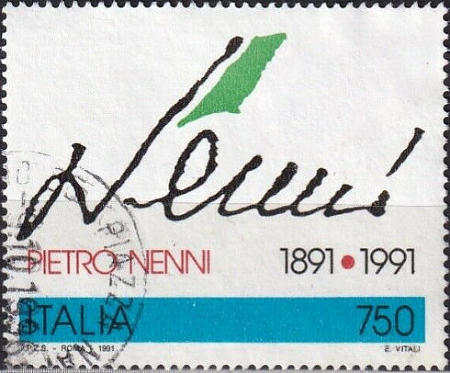 Nenni
PIETRO NENNI 1891 • 1991
ITALIA 750
I.P.Z.S. - ROMA - 1991 E. VITALI